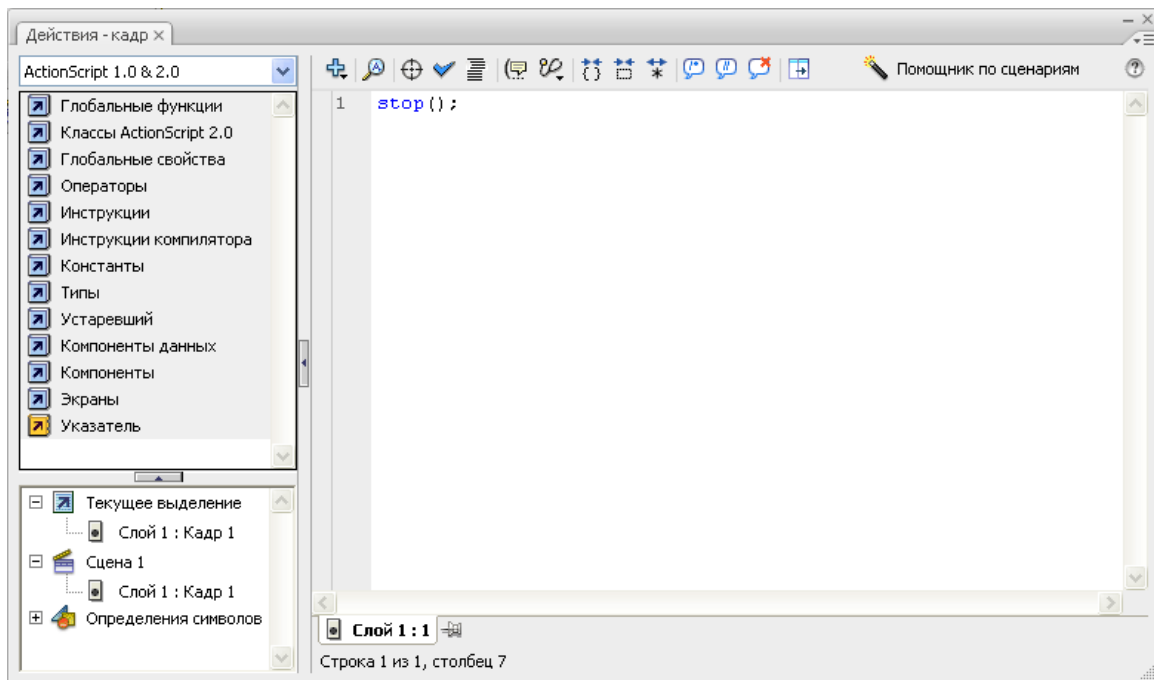 Действия - кадр
ActionScript 1.0 & 2.0
Помощник по сценариям
Глобальные функции
Классы ActionScript 2.0
Глобальные свойства
Операторы
Инструкции
Инструкции компилятора
Константы
Типы
Устаревший
Компоненты данных
Компоненты
Экраны
Указатель
1 stop();
Текущее выделение
Слой 1 : Кадр 1
Сцена 1
Слой 1 : Кадр 1
Определения символов
Слой 1 : 1
Строка 1 из 1, столбец 7